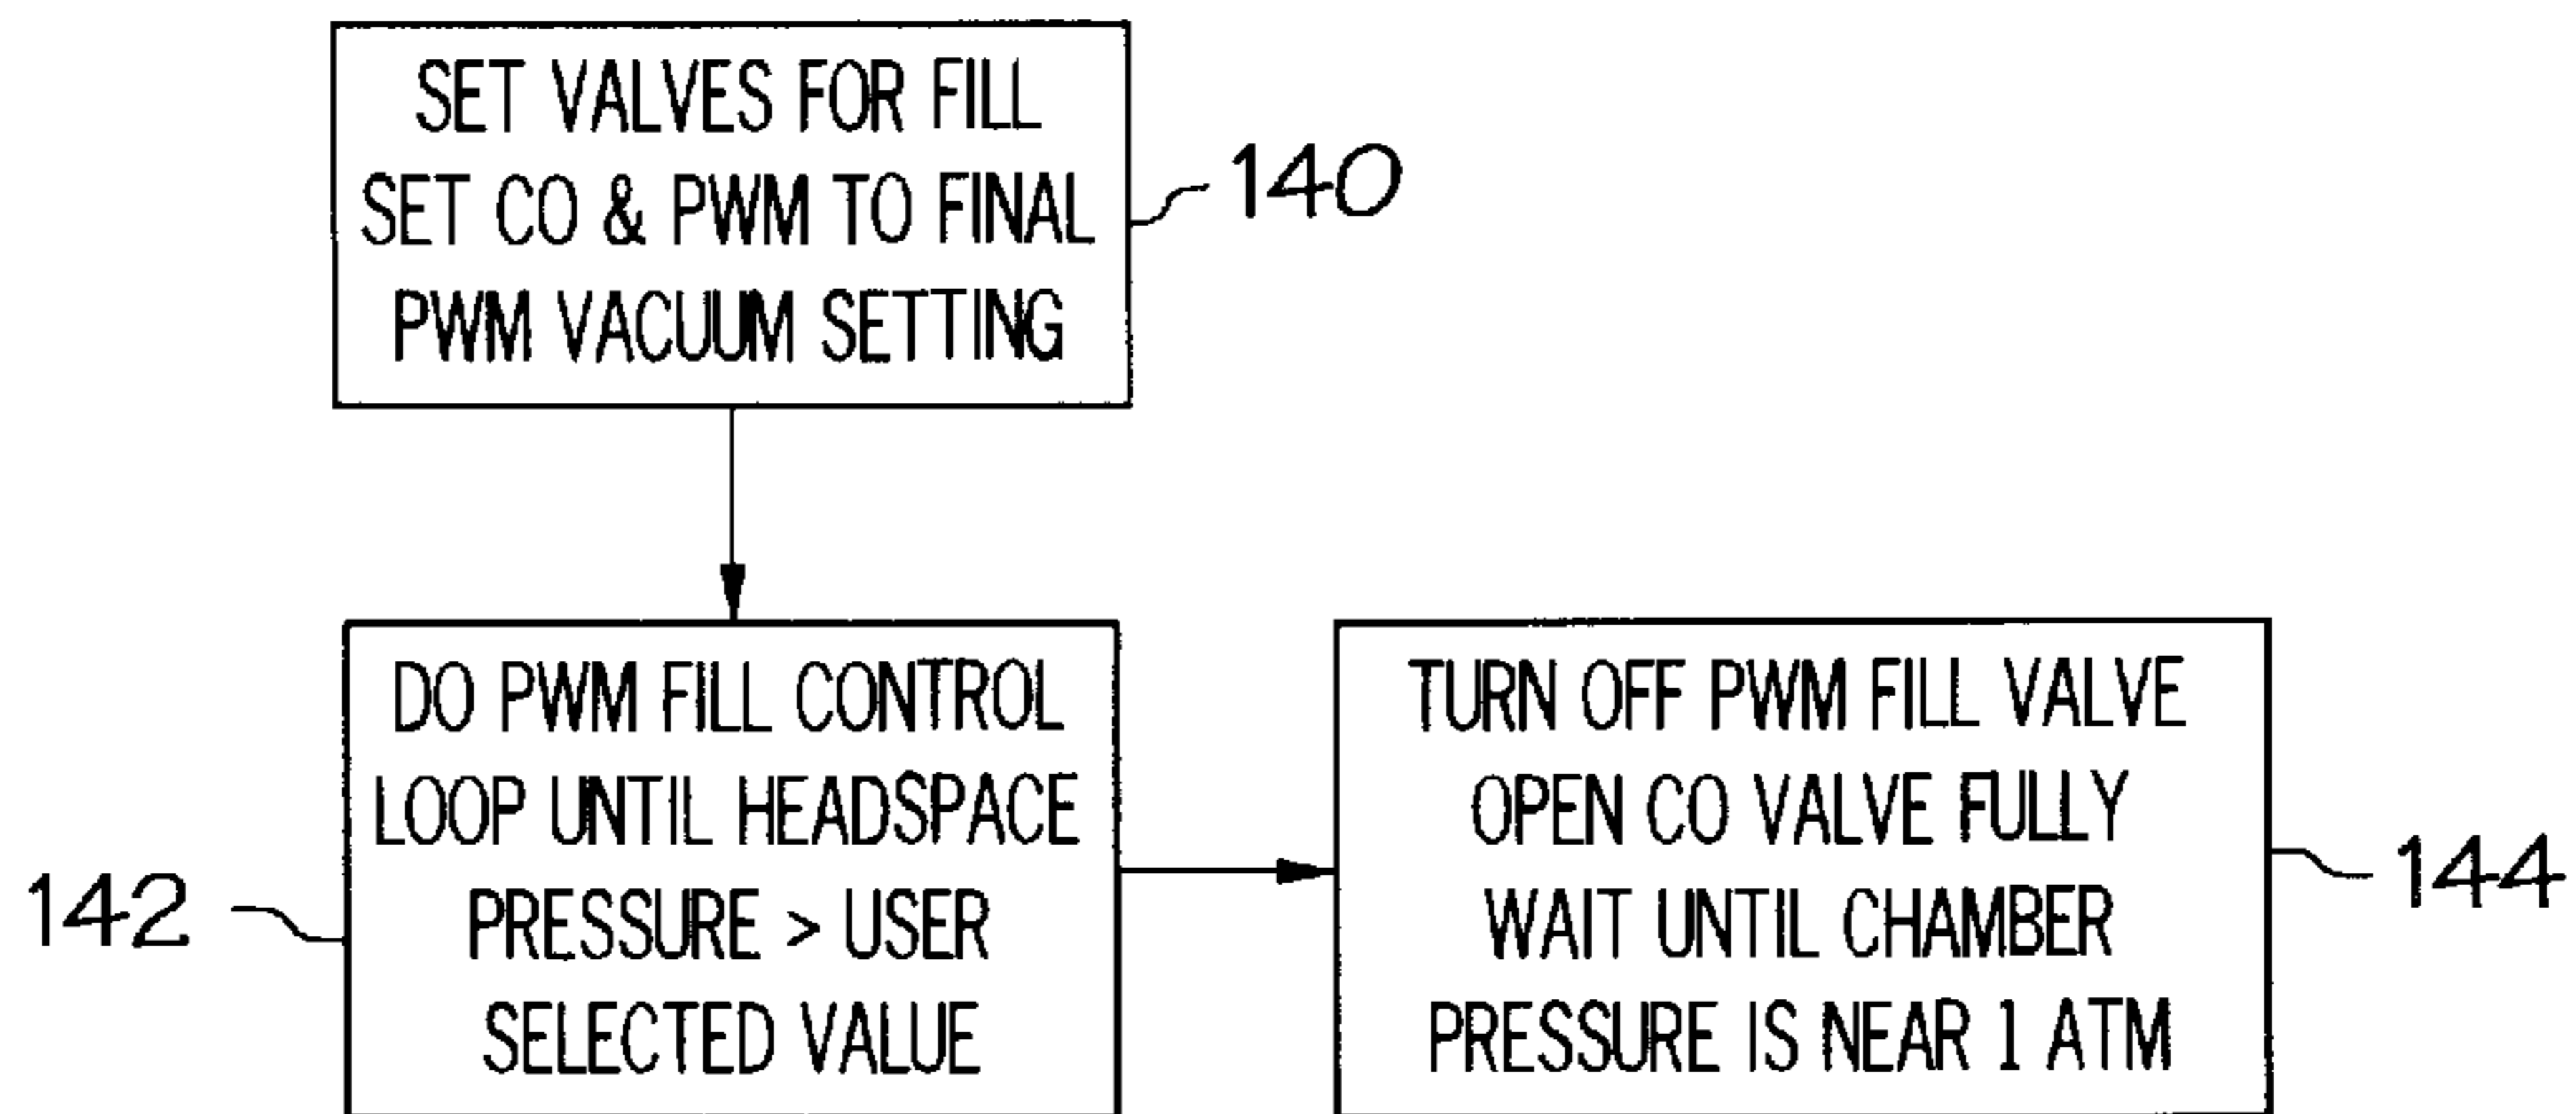 SET VALVES FOR FILL
SET CO & PWM TO FINAL
PWM VACUUM SETTING
140
DO PWM FILL CONTROL
LOOP UNTIL HEADSPACE
PRESSURE > USER
SELECTED VALUE
142
TURN OFF PWM FILL VALVE
OPEN CO VALVE FULLY
WAIT UNTIL CHAMBER
PRESSURE IS NEAR 1 ATM
144